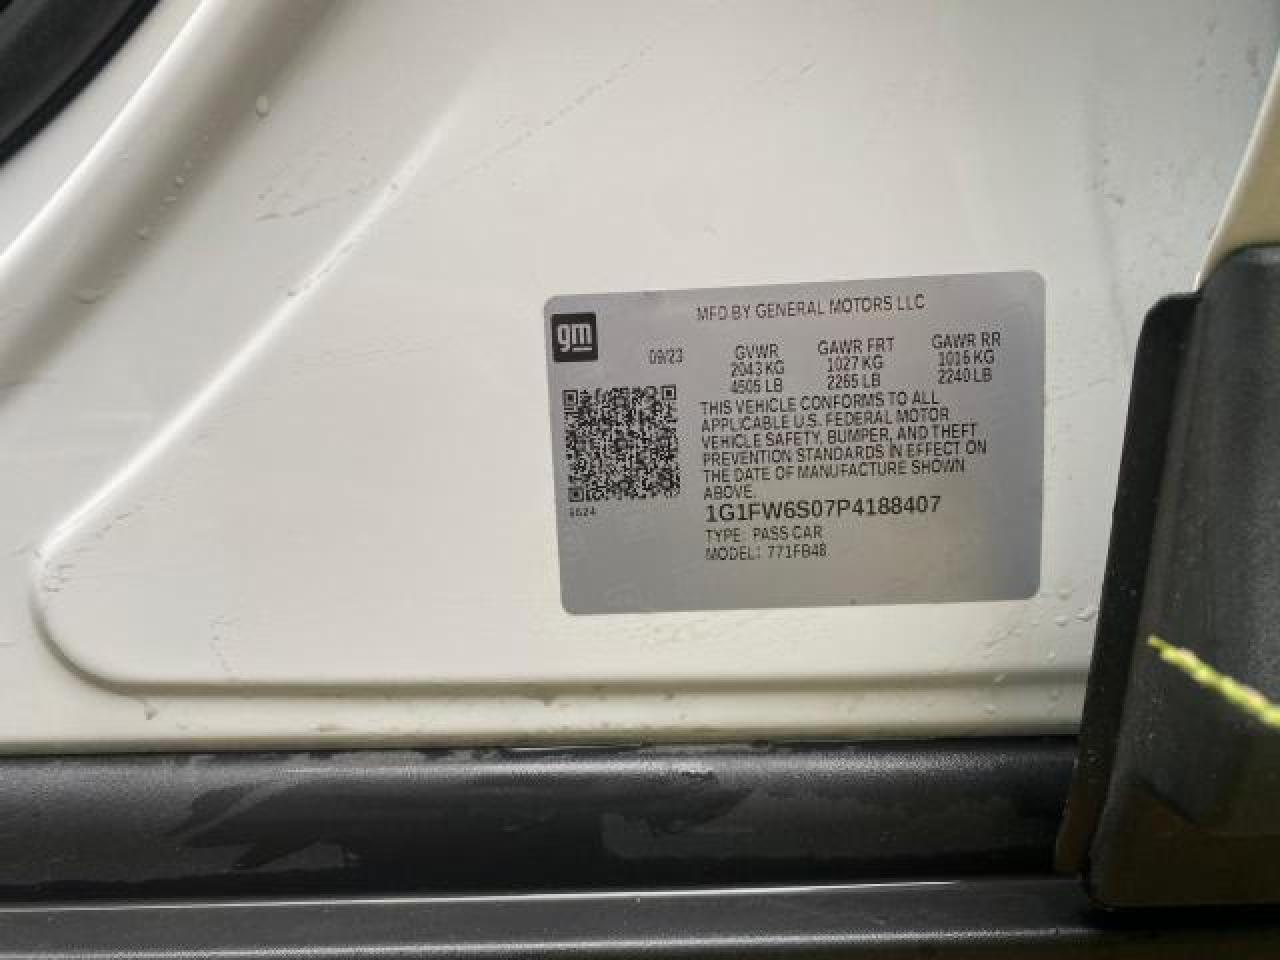 MFD BY GENERAL MOTORS LLC
gm
09/23
GVWR GAWR FRT GAWR RR
2043 KG 1027 KG 1016 KG
4505 LB 2265 LB 2240 LB
THIS VEHICLE CONFORMS TO ALL
APPLICABLE U.S. FEDERAL MOTOR
VEHICLE SAFETY, BUMPER, AND THEFT
PREVENTION STANDARDS IN EFFECT ON
THE DATE OF MANUFACTURE SHOWN
ABOVE.
1G1FW6S07P4188407
TYPE: PASS CAR
MODEL: 771FB48